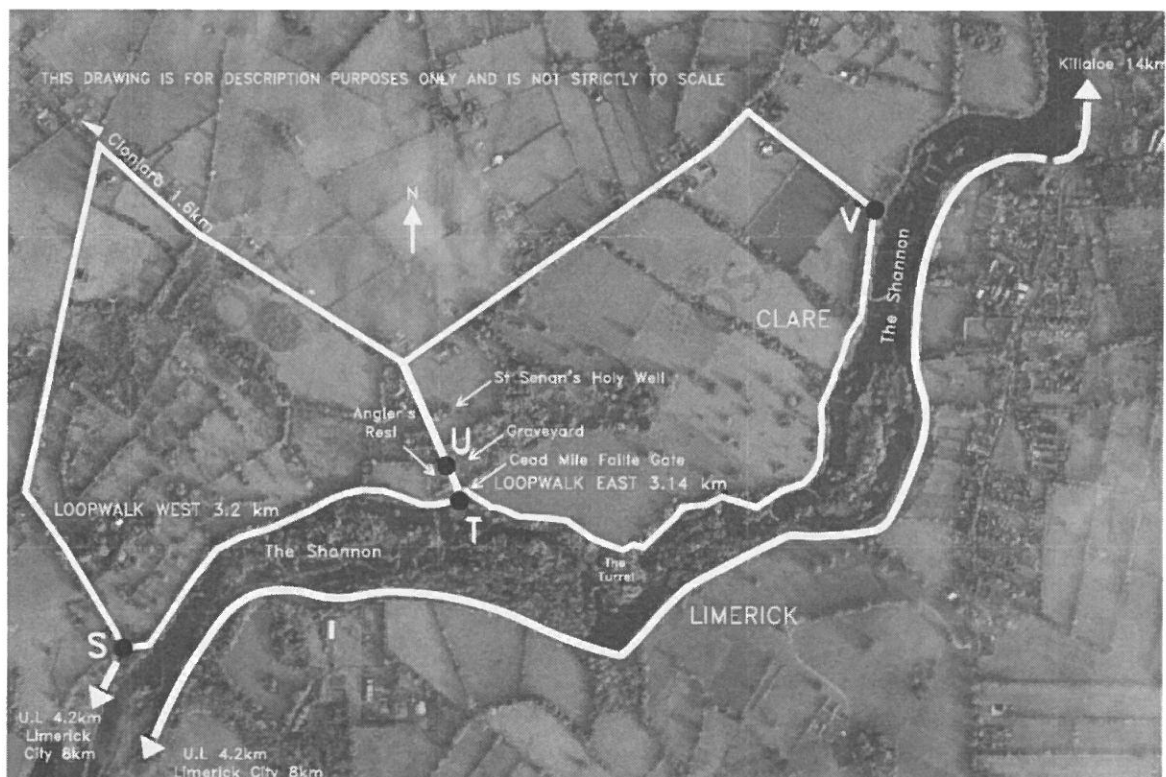 THIS DRAWING IS FOR DESCRIPTION PURPOSES ONLY AND IS NOT STRICTLY TO SCALE
Killaloe 14km
Clonlara 1.6km
N
V
The Shannon
CLARE
St Senan's Holy Well
Angler's
Rest
U
Graveyard
Cead Mile Failte Gate
LOOPWALK EAST 3.14 km
T
LOOPWALK WEST 3.2 km
The Shannon
The
Turret
LIMERICK
S
U.L 4.2km
Limerick
City 8km
U.L 4.2km
Limerick City 8km